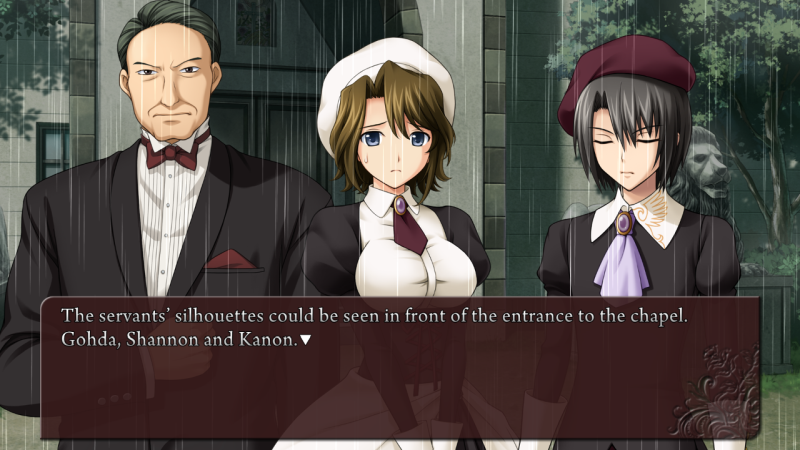 The servants’ silhouettes could be seen in front of the entrance to the chapel.
Gohda, Shannon and Kanon.▼